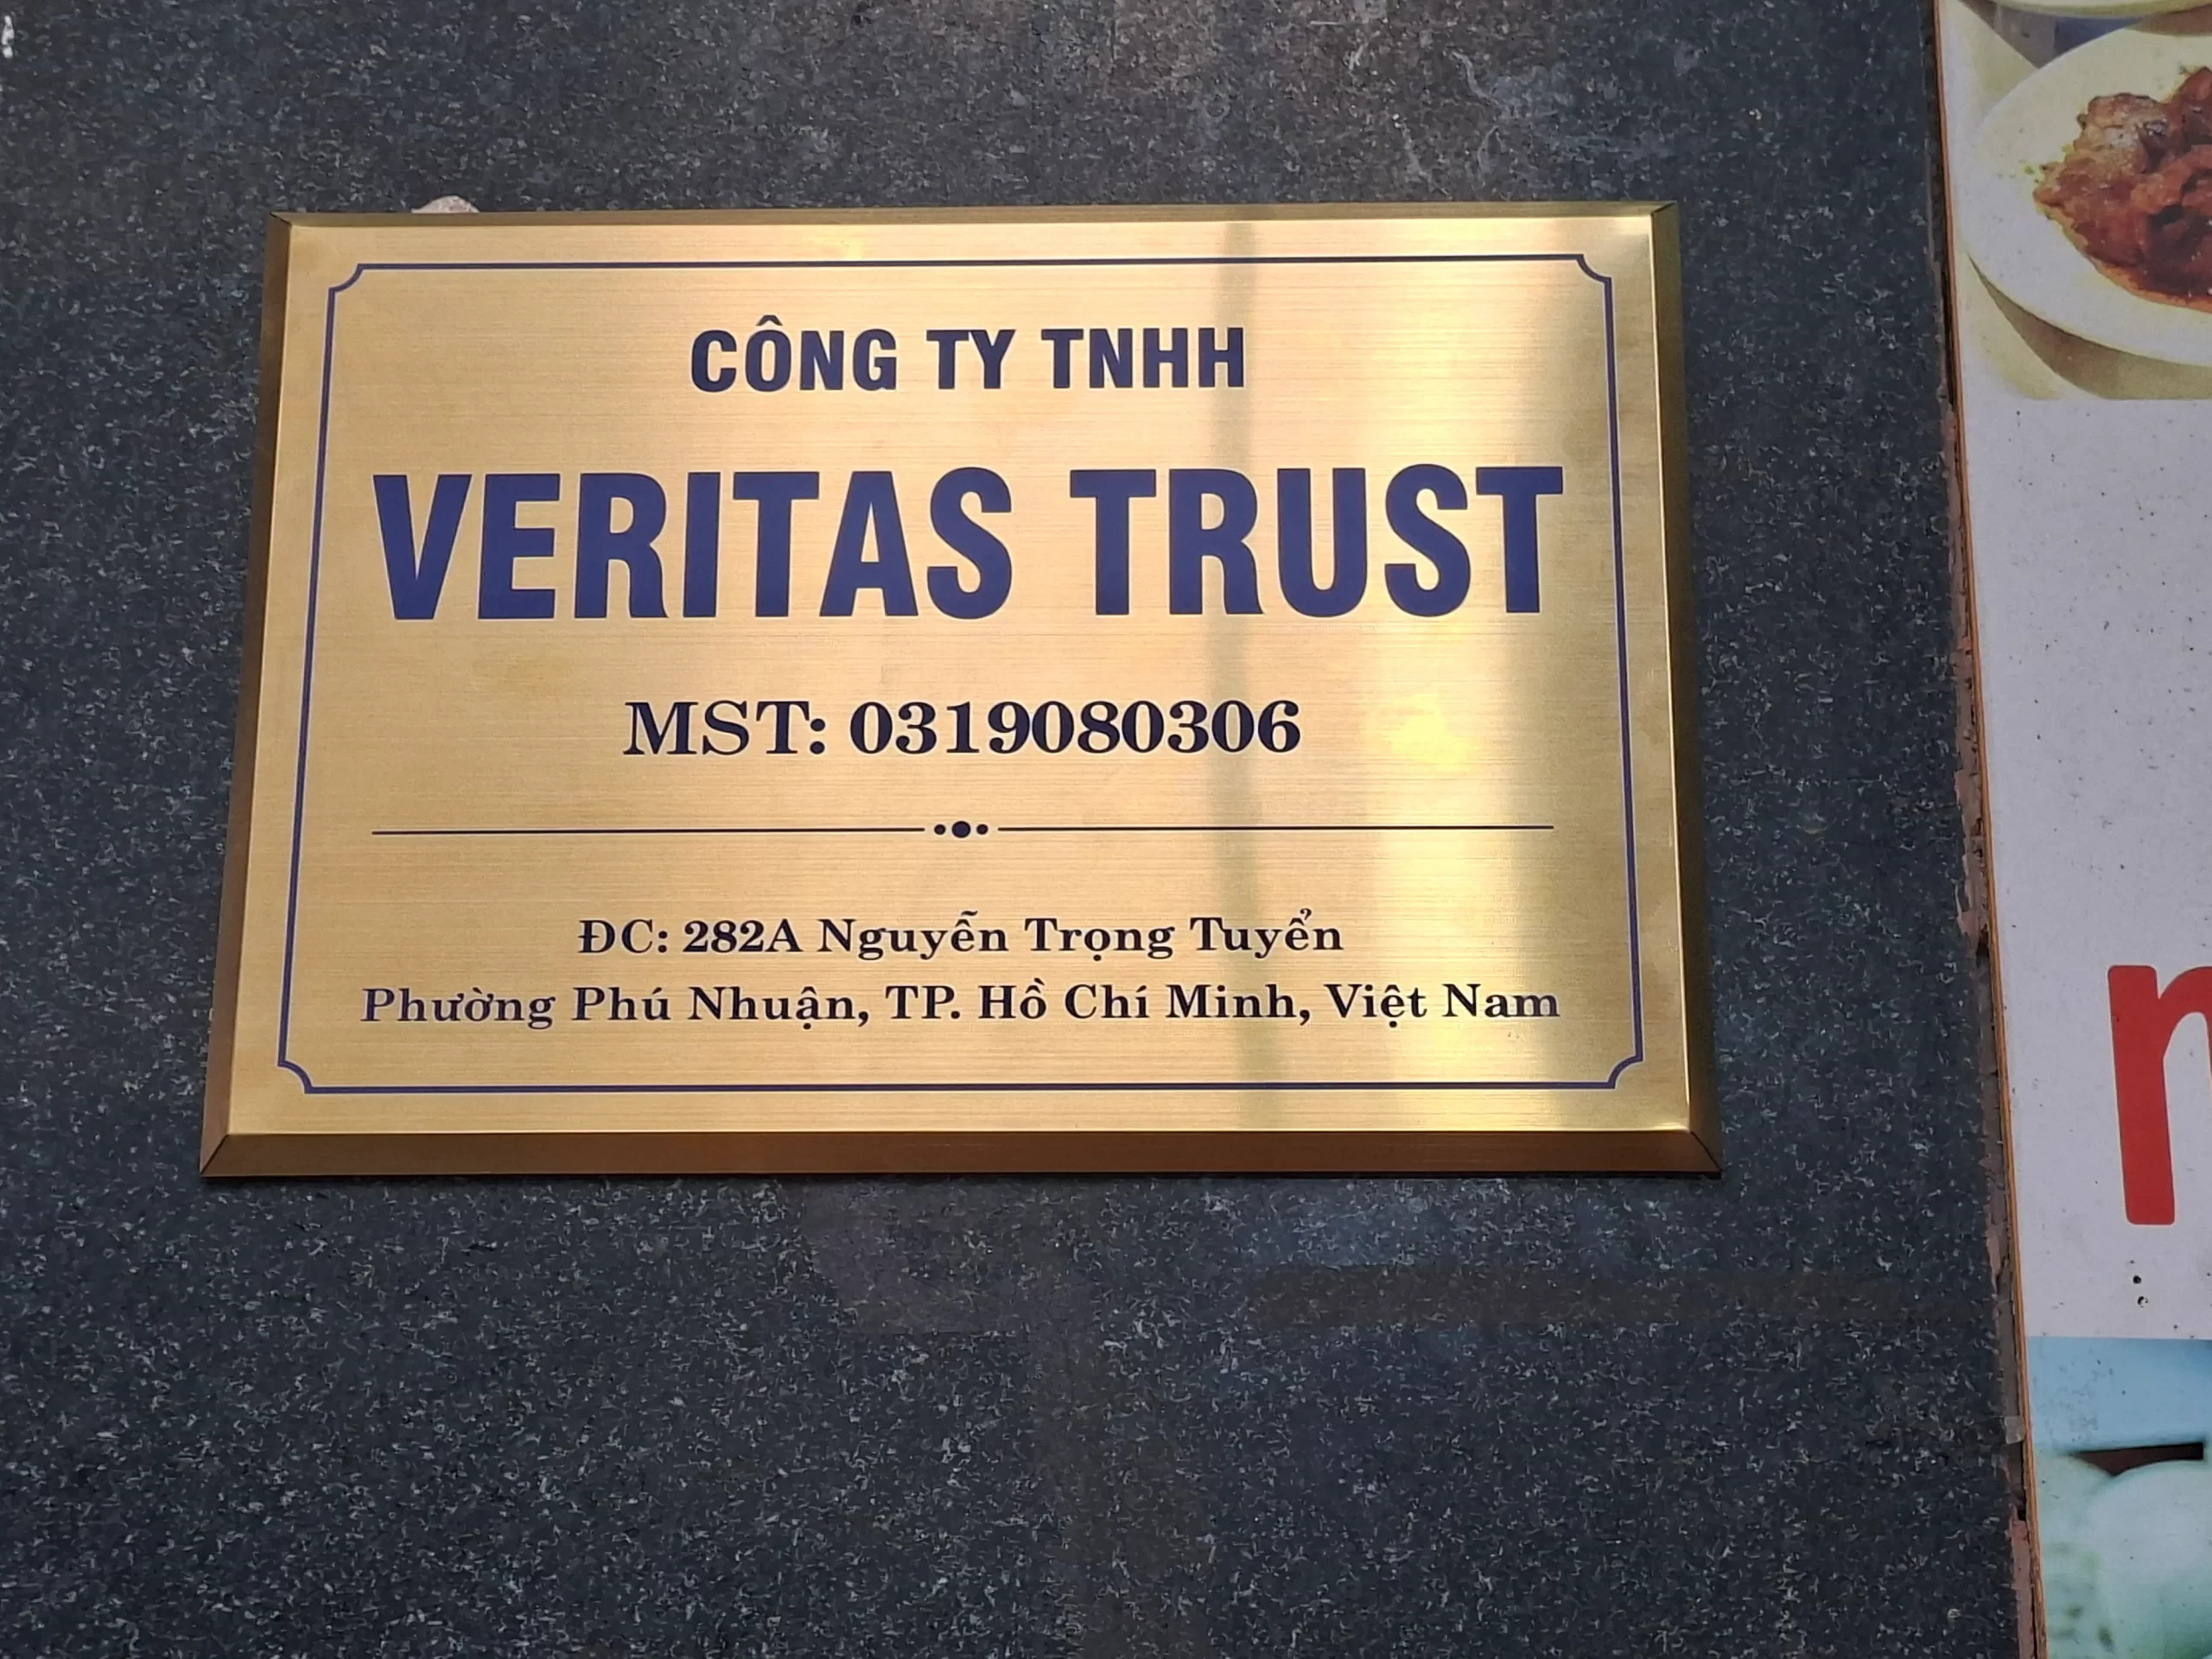 CÔNG TY TNHH
VERITAS TRUST
MST: 0319080306
ĐC: 282A Nguyễn Trọng Tuyển
Phường Phú Nhuận, TP. Hồ Chí Minh, Việt Nam